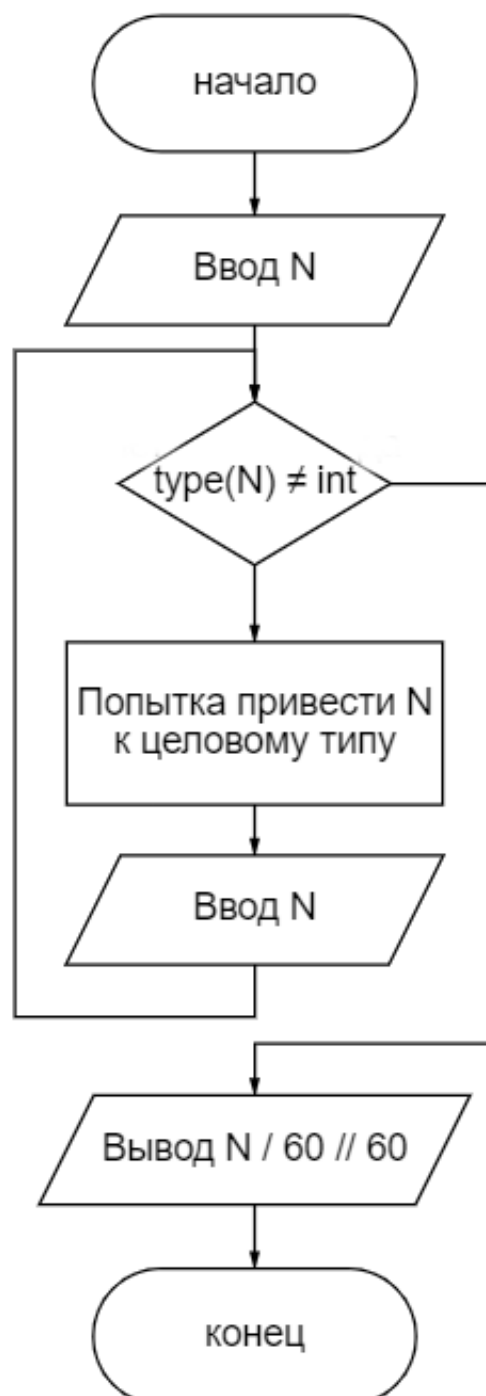 начало
Ввод N
type(N) ≠ int
Попытка привести N
к целовому типу
Ввод N
Вывод N / 60 // 60
конец